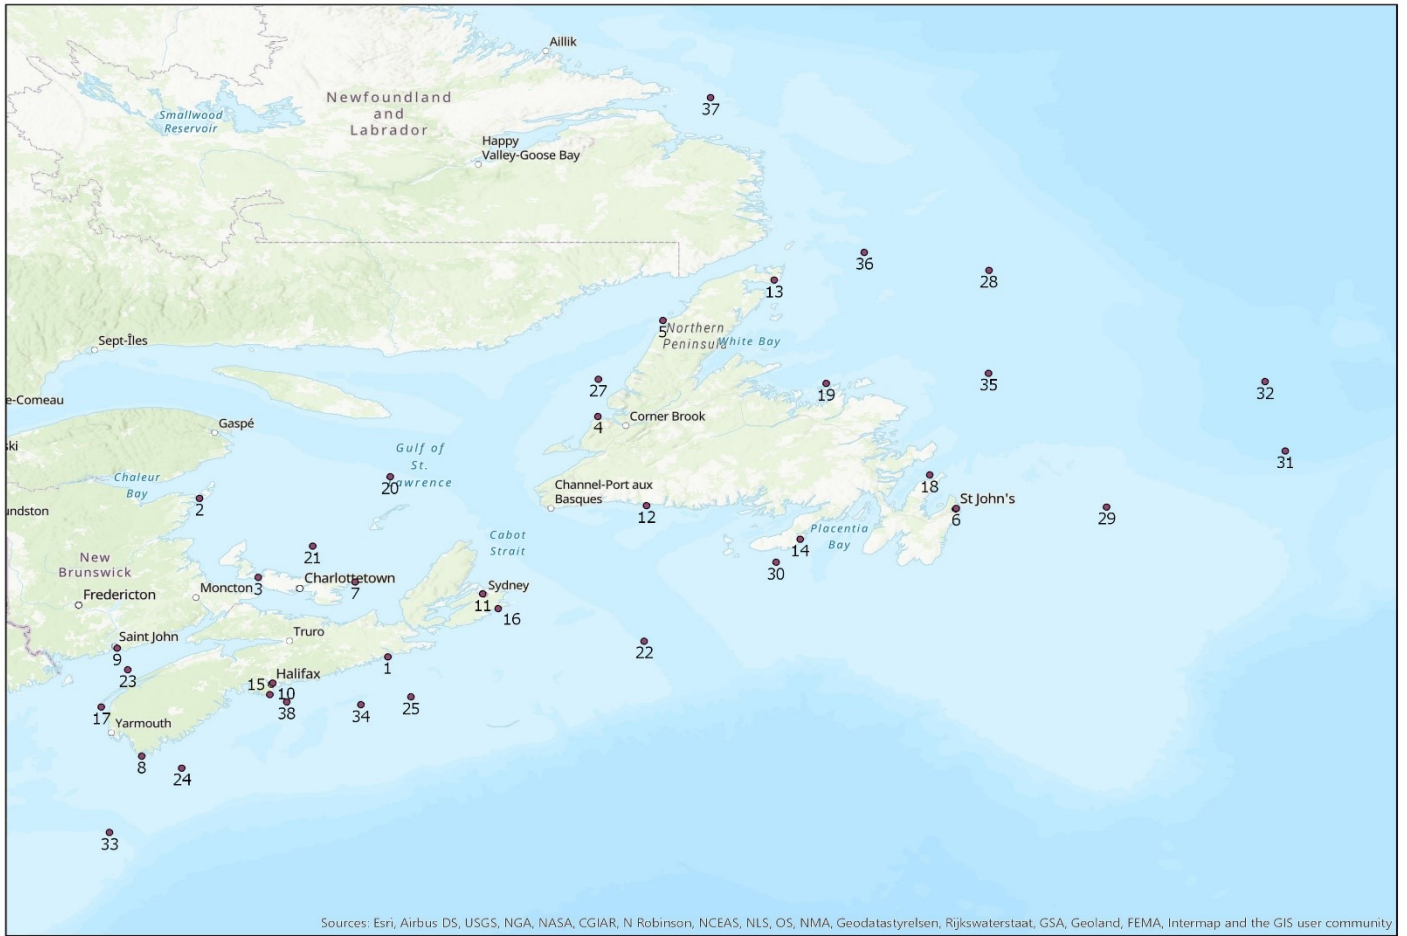 Aillik
37
Newfoundland
and
Labrador
Smallwood
Reservoir
Happy
Valley-Goose Bay
36
28
13
5
Northern
Peninsula
White Bay
Sept-Îles
27
19
35
32
e-Comeau
4
Corner Brook
Gaspé
ski
Gulf of
St.
Lawrence
20
31
Chaleur
Bay
2
Channel-Port aux
Basques
12
18
St John's
6
29
undston
Placentia
Bay
14
Cabot
Strait
21
30
New
Brunswick
3
Charlottetown
7
Moncton
Fredericton
Sydney
11
16
Saint John
9
Truro
22
1
23
Halifax
15
10
38
34
25
17
Yarmouth
8
24
33
Sources: Esri, Airbus DS, USGS, NGA, NASA, CGIAR, N Robinson, NCEAS, NLS, OS, NMA, Geodatastyrelsen, Rijkswaterstaat, GSA, Geoland, FEMA, Intermap and the GIS user community